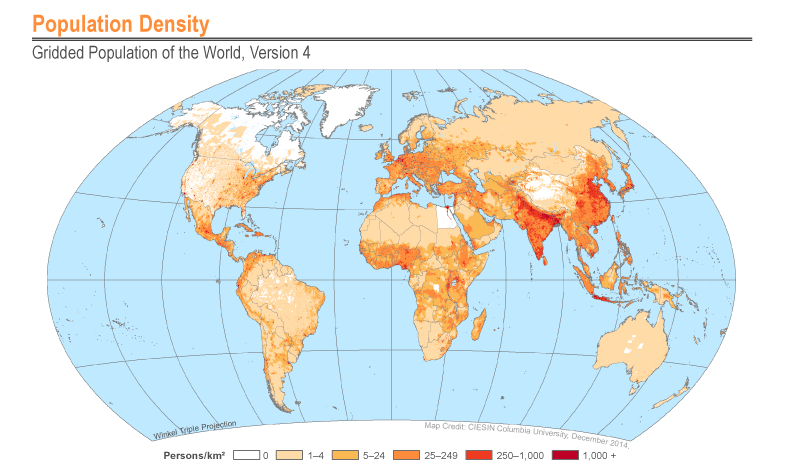 Population Density
Gridded Population of the World, Version 4
Winkel Triple Projection
Map Credit: CIESIN Columbia University, December 2014.
Persons/km² 0 1–4 5–24 25–249 250–1,000 1,000 +